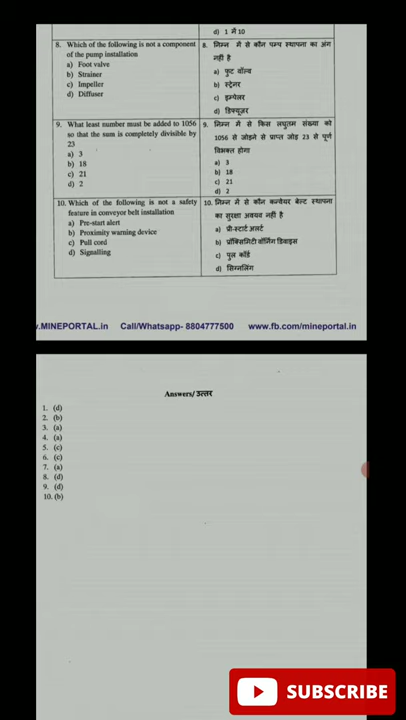 d) 1 में 10
8. Which of the following is not a component
of the pump installation
a) Foot valve
b) Strainer
c) Impeller
d) Diffuser
8. निम्न में से कौन पम्प स्थापना का अंग
नहीं है
a) फुट वॉल्व
b) स्ट्रेनर
c) इम्पेलर
d) डिफ्यूज़र
9. What least number must be added to 1056
so that the sum is completely divisible by
23
a) 3
b) 18
c) 21
d) 2
9. निम्न में से किस लघुतम संख्या को
1056 से जोड़ने से प्राप्त जोड़ 23 से पूर्ण
विभक्त होगा
a) 3
b) 18
c) 21
d) 2
10. Which of the following is not a safety
feature in conveyor belt installation
a) Pre-start alert
b) Proximity warning device
c) Pull cord
d) Signalling
10. निम्न में से कौन कन्वेयर बेल्ट स्थापना
का सुरक्षा अवयव नहीं है
a) प्री-स्टार्ट अलर्ट
b) प्रॉक्सिमिटी वॉर्निंग डिवाइस
c) पुल कॉर्ड
d) सिग्नलिंग
.MINEPORTAL.in Call/Whatsapp- 8804777500 www.fb.com/mineportal.in
Answers/उत्तर
1. (d)
2. (b)
3. (a)
4. (a)
5. (c)
6. (c)
7. (a)
8. (d)
9. (d)
10. (b)
SUBSCRIBE